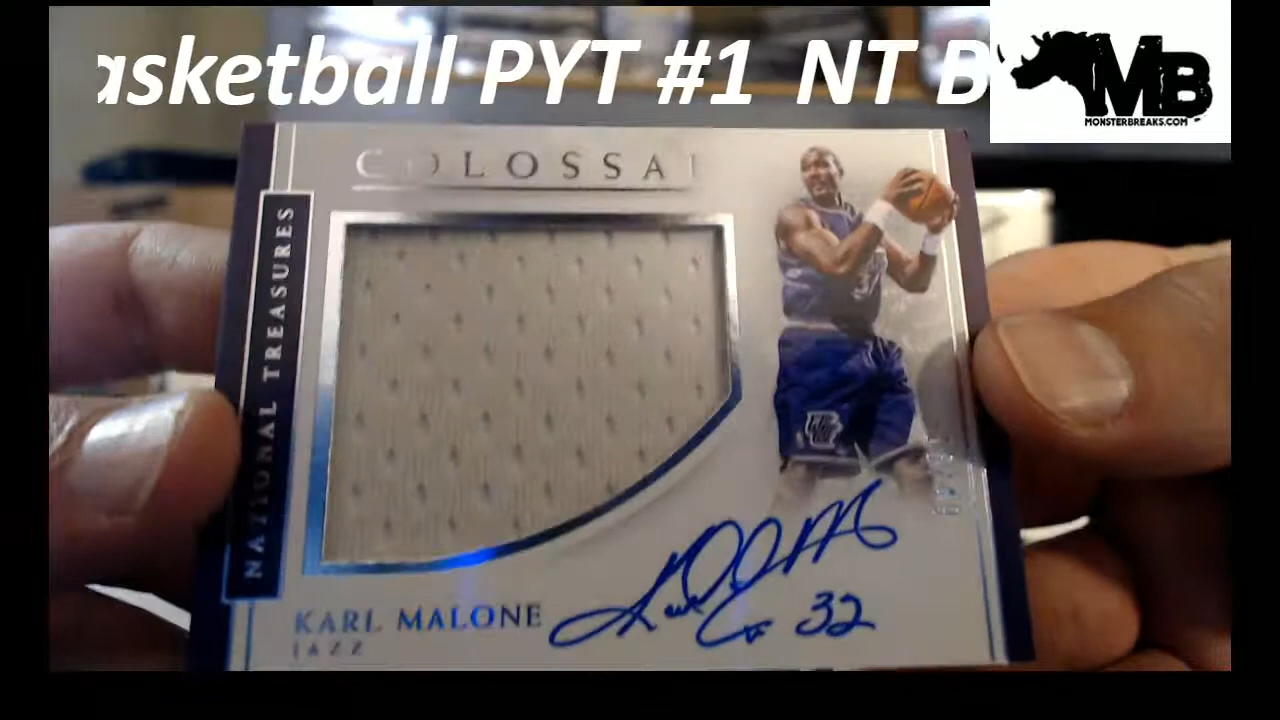 asketball PYT #1 NT B
MB
MONSTERBREAKS.COM
COLOSSAL
NATIONAL TREASURES
KARL MALONE
JAZZ
32